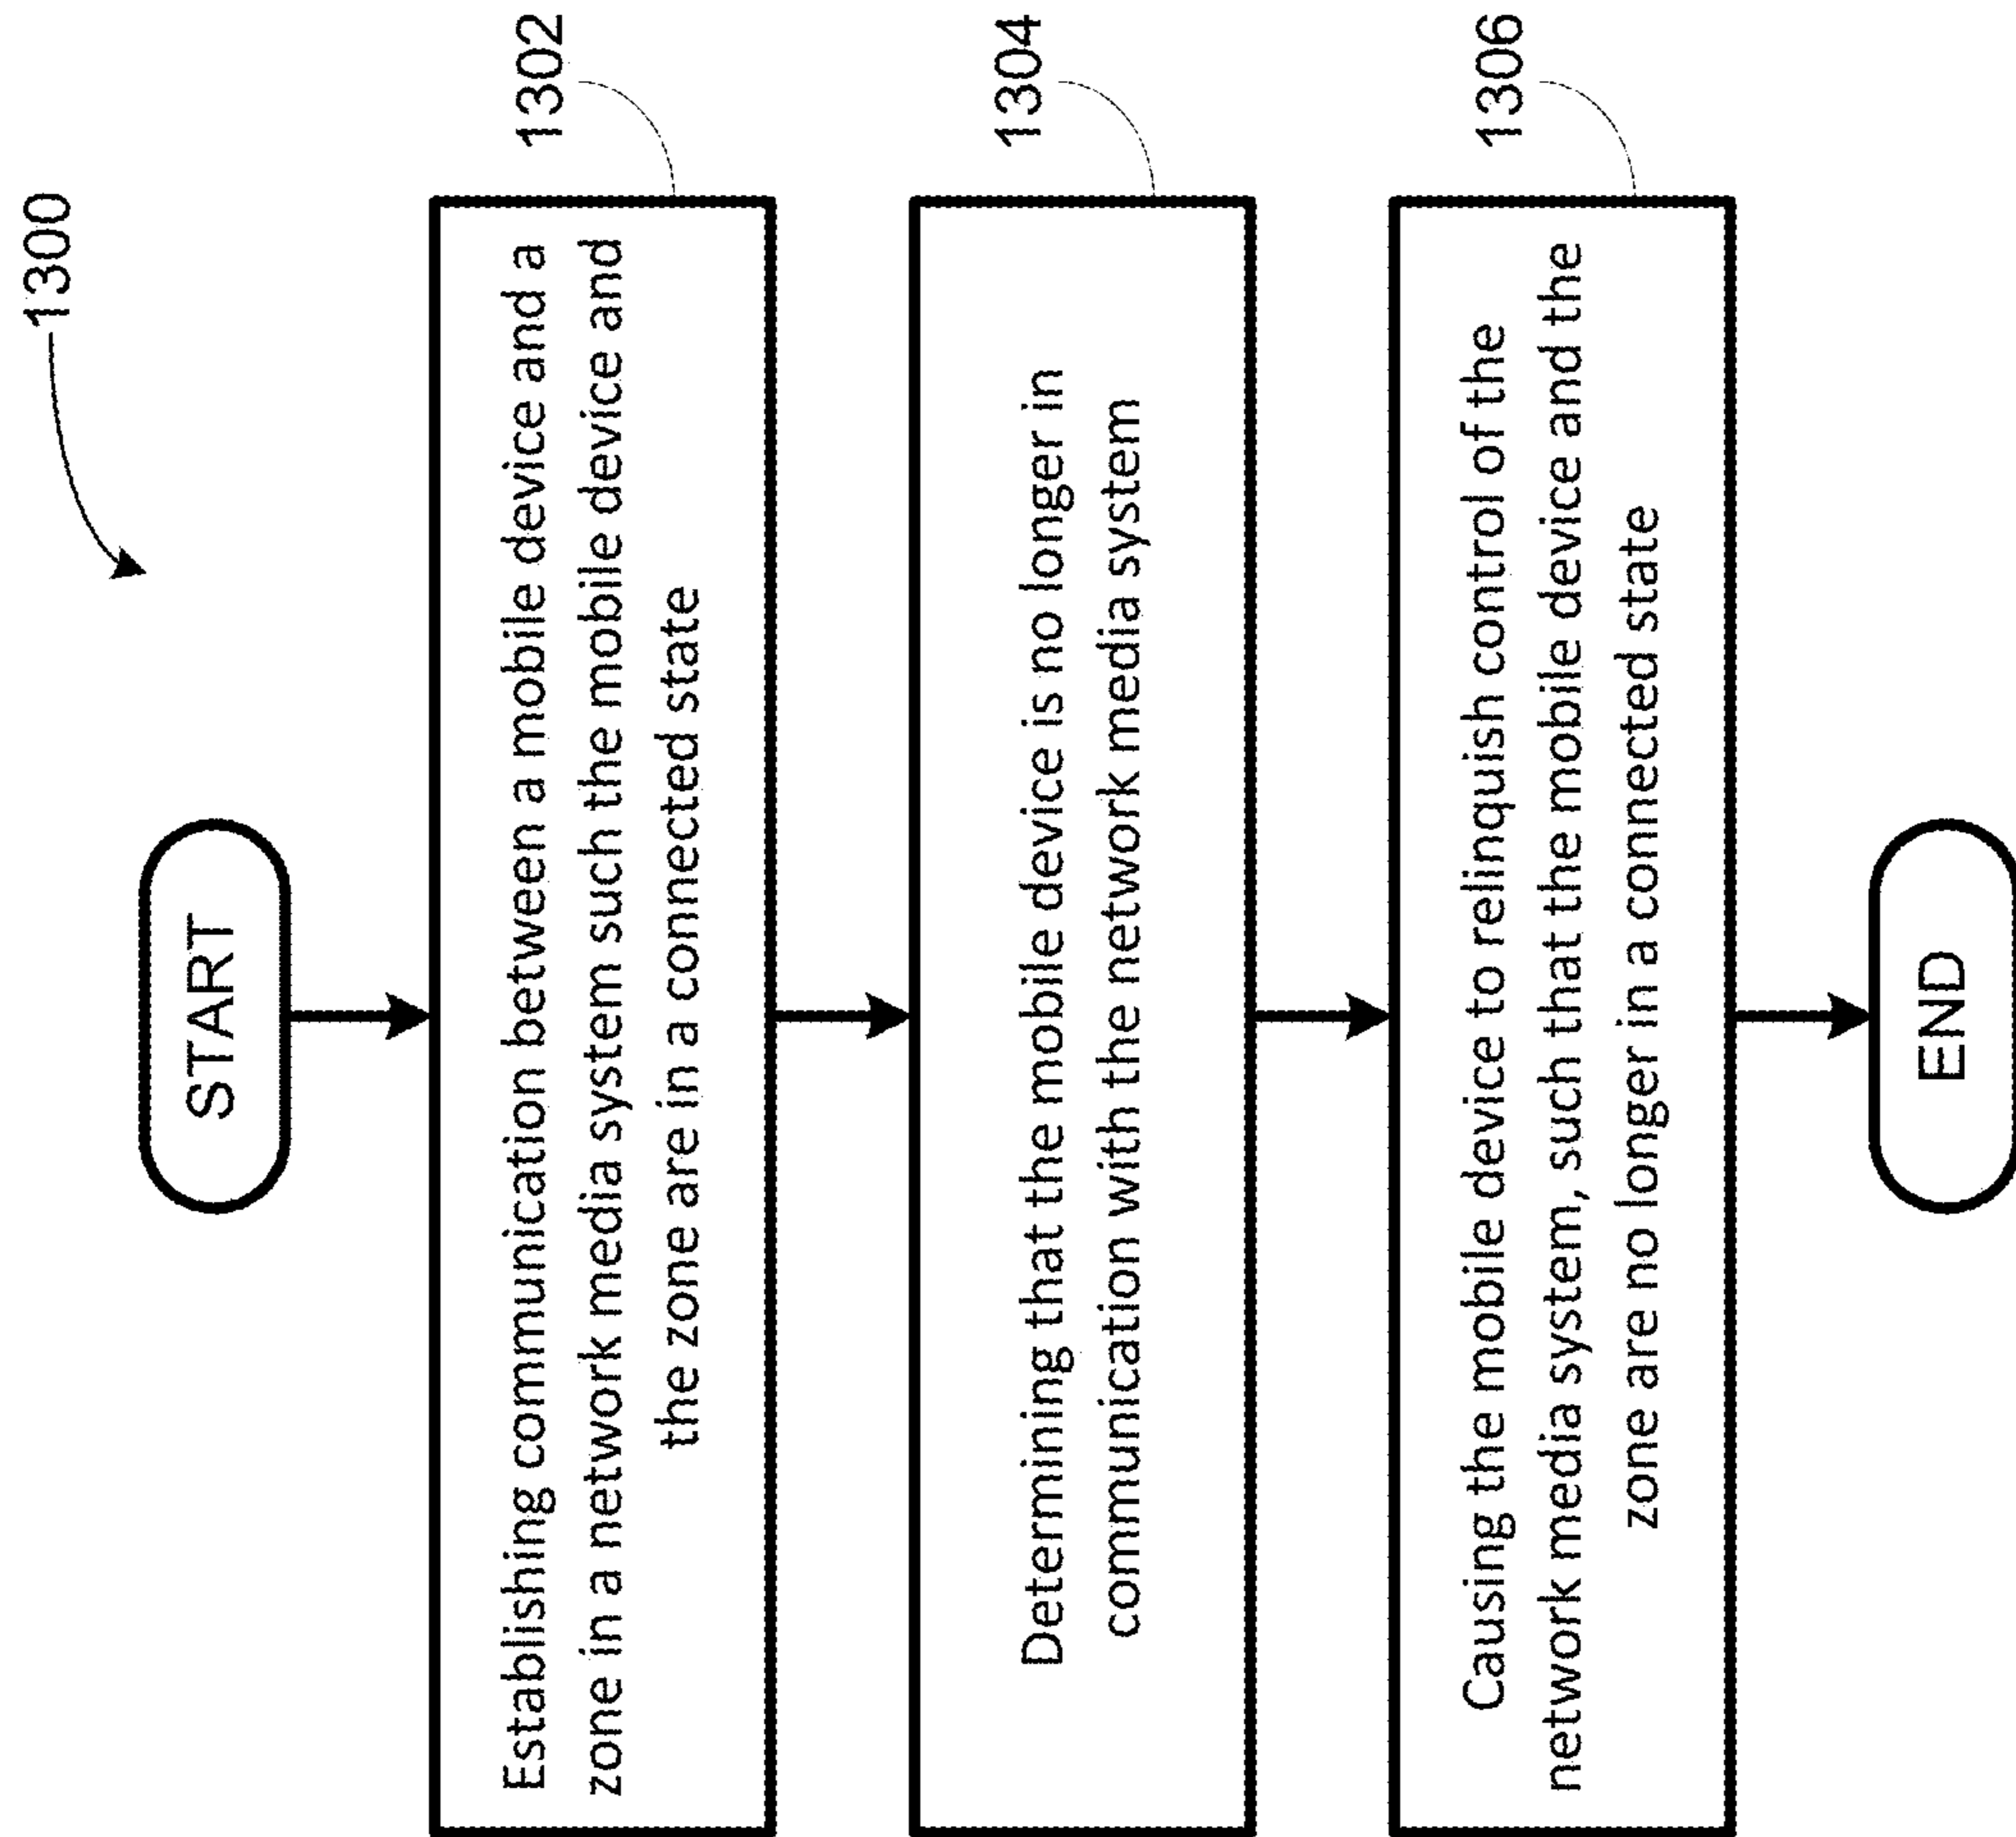 1300
START
Establishing communication between a mobile device and a
zone in a network media system such the mobile device and
the zone are in a connected state
1302
Determining that the mobile device is no longer in
communication with the network media system
1304
Causing the mobile device to relinquish control of the
network media system, such that the mobile device and the
zone are no longer in a connected state
1306
END